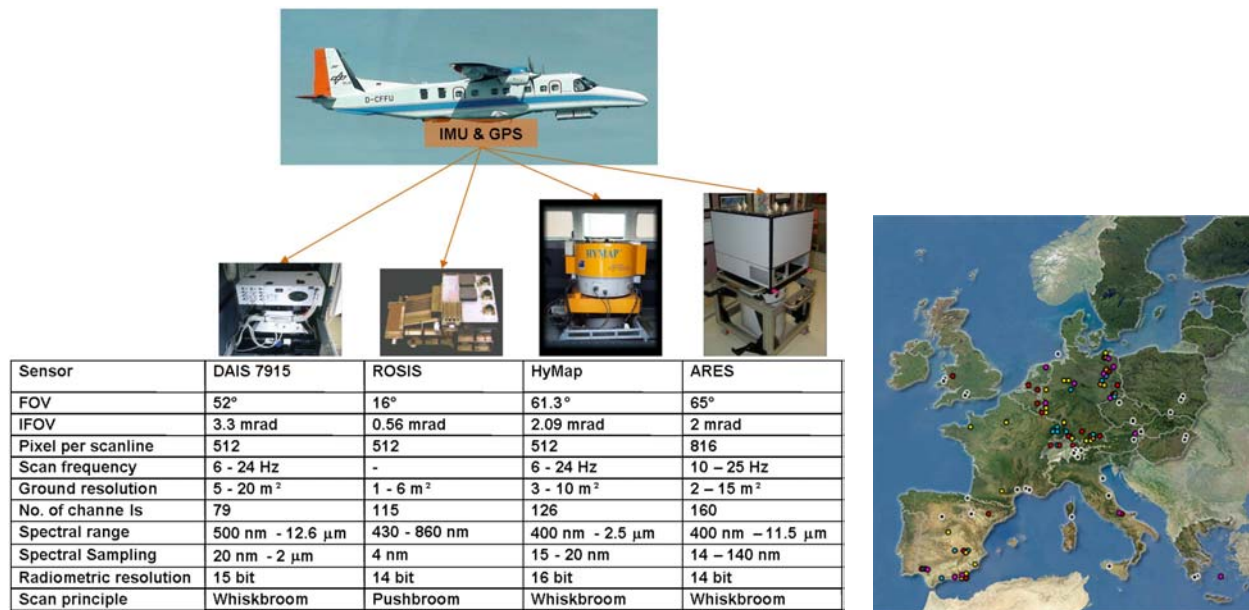 D-CFFU
IMU & GPS
HYMAP
Sensor DAIS 7915 ROSIS HyMap ARES
FOV 52° 16° 61.3° 65°
IFOV 3.3 mrad 0.56 mrad 2.09 mrad 2 mrad
Pixel per scanline 512 512 512 816
Scan frequency 6 - 24 Hz - 6 - 24 Hz 10 – 25 Hz
Ground resolution 5 - 20 m² 1 - 6 m² 3 - 10 m² 2 – 15 m²
No. of channe ls 79 115 126 160
Spectral range 500 nm - 12.6 μm 430 - 860 nm 400 nm - 2.5 μm 400 nm – 11.5 μm
Spectral Sampling 20 nm - 2 μm 4 nm 15 - 20 nm 14 – 140 nm
Radiometric resolution 15 bit 14 bit 16 bit 14 bit
Scan principle Whiskbroom Pushbroom Whiskbroom Whiskbroom